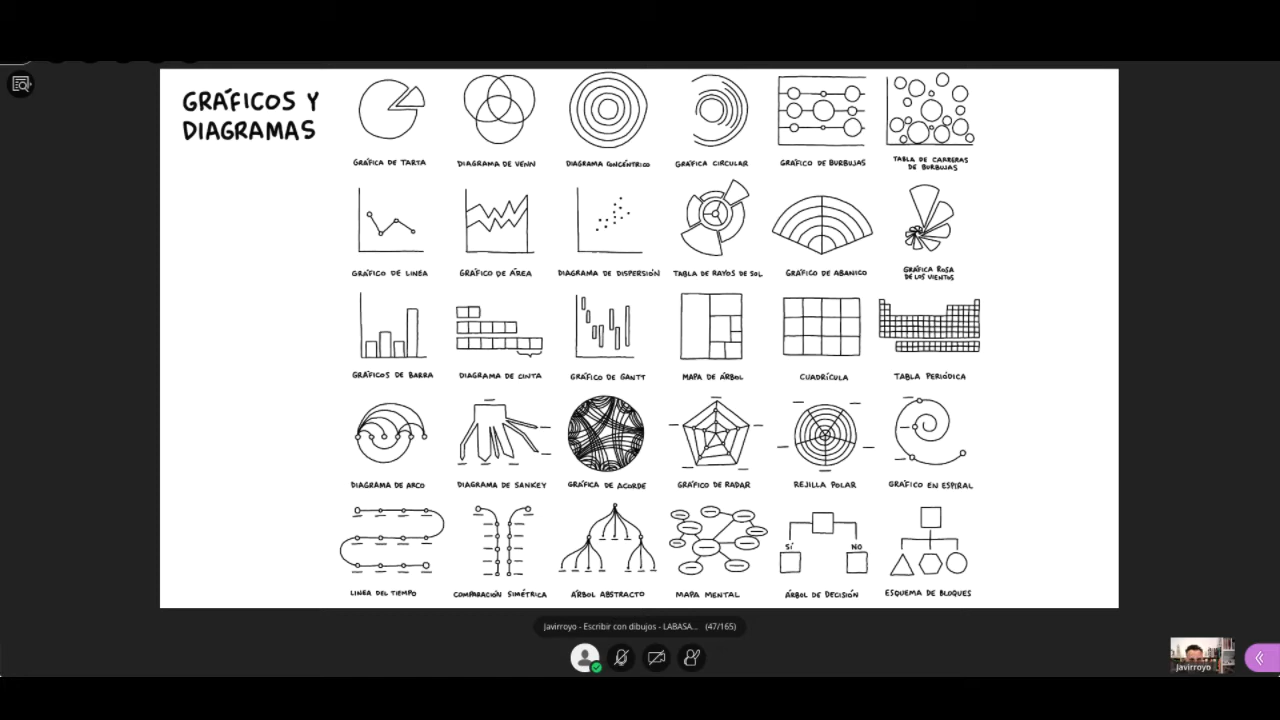 GRÁFICOS Y
DIAGRAMAS
GRÁFICA DE TARTA
DIAGRAMA DE VENN
DIAGRAMA CONCÉNTRICO
GRÁFICA CIRCULAR
GRÁFICO DE BURBUJAS
TABLA DE CARRERAS
DE BURBUJAS
GRÁFICO DE LINEA
GRÁFICO DE ÁREA
DIAGRAMA DE DISPERSIÓN
TABLA DE RAYOS DE SOL
GRÁFICO DE ABANICO
GRÁFICA ROSA
DE LOS VIENTOS
GRÁFICOS DE BARRA
DIAGRAMA DE CINTA
GRÁFICO DE GANTT
MAPA DE ÁRBOL
CUADRÍCULA
TABLA PERIÓDICA
DIAGRAMA DE ARCO
DIAGRAMA DE SANKEY
GRÁFICA DE ACORDE
GRÁFICO DE RADAR
REJILLA POLAR
GRÁFICO EN ESPIRAL
SÍ
NO
LINEA DEL TIEMPO
COMPARACIÓN SIMÉTRICA
ÁRBOL ABSTRACTO
MAPA MENTAL
ÁRBOL DE DECISIÓN
ESQUEMA DE BLOQUES
Javirroyo - Escribir con dibujos - LABASA... (47/165)
Javirroyo